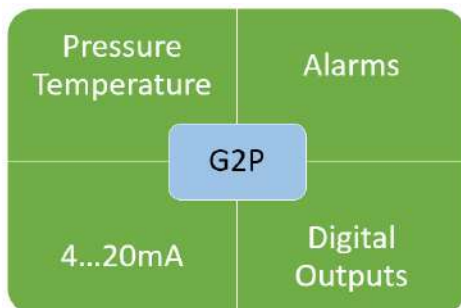 Pressure
Temperature
Alarms
G2P
4...20mA
Digital
Outputs